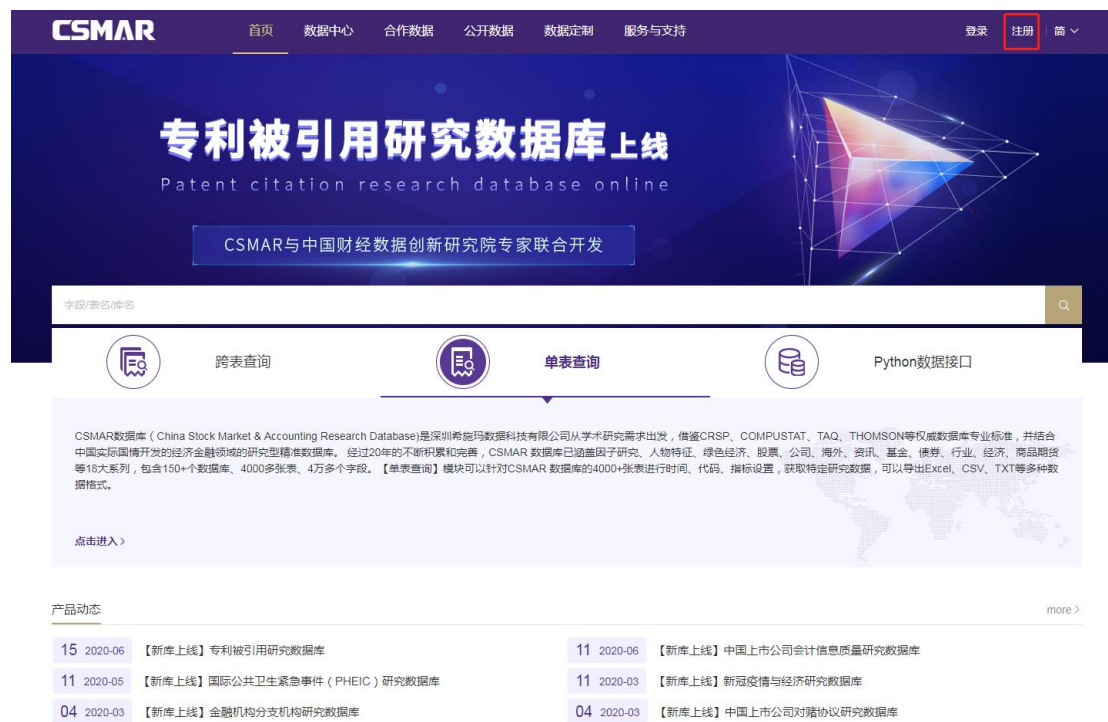 CSMAR 首页 数据中心 合作数据 公开数据 数据定制 服务与支持 登录 注册 简
专利被引用研究数据库上线
Patent citation research database online
CSMAR与中国财经数据创新研究院专家联合开发
字段/表名/库名
跨表查询 单表查询 Python数据接口
CSMAR数据库（China Stock Market & Accounting Research Database)是深圳希施玛数据科技有限公司从学术研究需求出发，借鉴CRSP、COMPUSTAT、TAQ、THOMSON等权威数据库专业标准，并结合
中国实际国情开发的经济金融领域的研究型精准数据库。 经过20年的不断积累和完善，CSMAR 数据库已涵盖因子研究、人物特征、绿色经济、股票、公司、海外、资讯、基金、债券、行业、经济、商品期货
等18大系列，包含150+个数据库、4000多张表、4万多个字段。【单表查询】模块可以针对CSMAR 数据库的4000+张表进行时间、代码、指标设置，获取特定研究数据，可以导出Excel、CSV、TXT等多种数
据格式。
点击进入 >
产品动态 more >
15 2020-06 【新库上线】专利被引用研究数据库
11 2020-06 【新库上线】中国上市公司会计信息质量研究数据库
11 2020-05 【新库上线】国际公共卫生紧急事件（PHEIC）研究数据库
11 2020-03 【新库上线】新冠疫情与经济研究数据库
04 2020-03 【新库上线】金融机构分支机构研究数据库
04 2020-03 【新库上线】中国上市公司对赌协议研究数据库